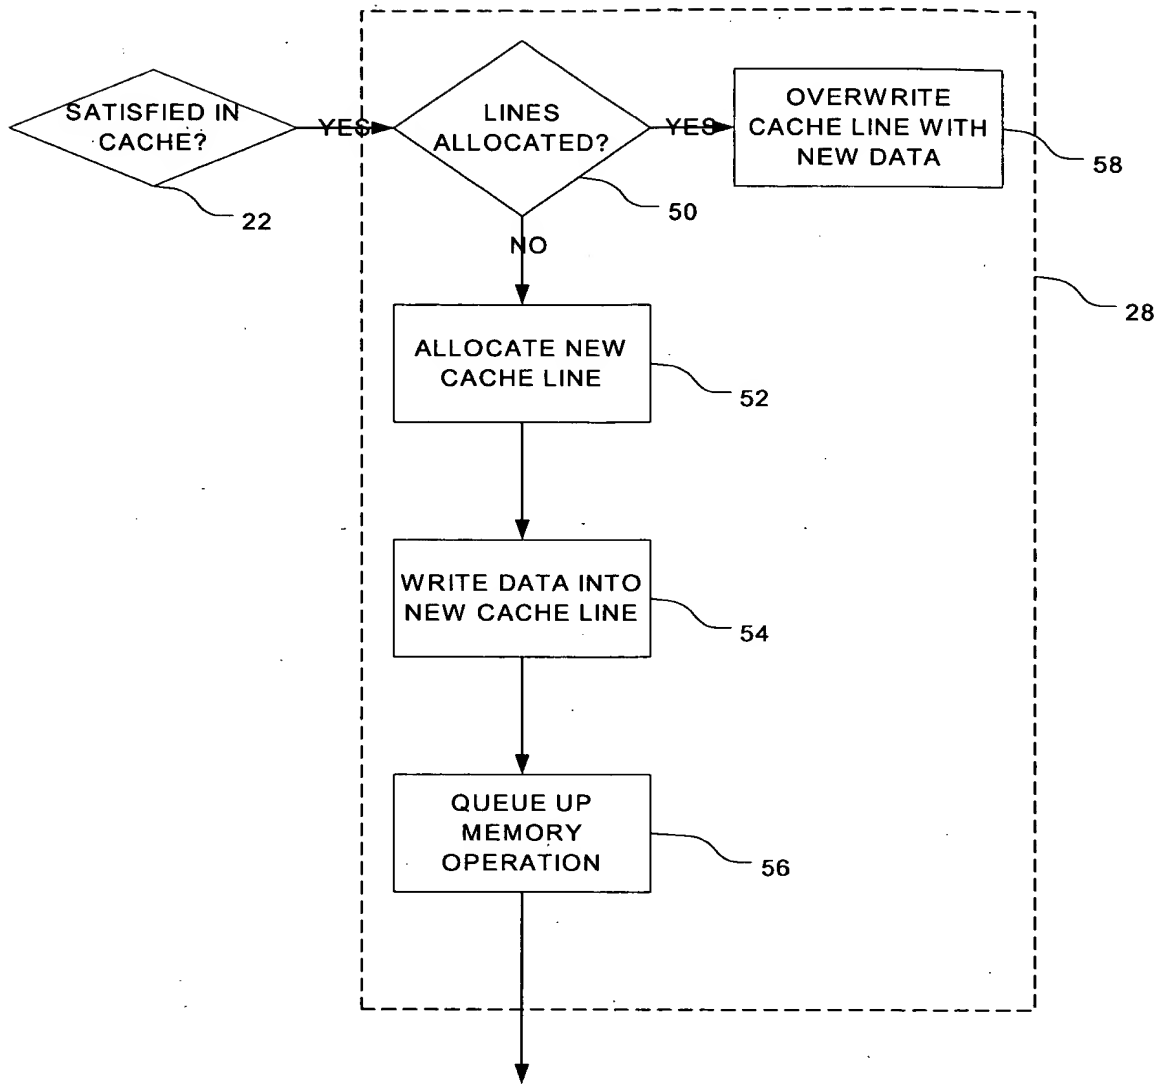 SATISFIED IN
CACHE?
22
YES
LINES
ALLOCATED?
50
YES
OVERWRITE
CACHE LINE WITH
NEW DATA
58
NO
28
ALLOCATE NEW
CACHE LINE
52
WRITE DATA INTO
NEW CACHE LINE
54
QUEUE UP
MEMORY
OPERATION
56